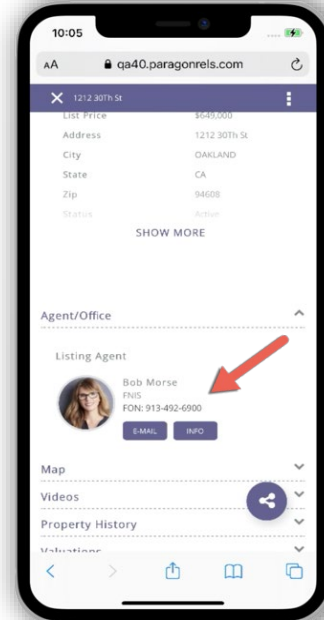 10:05
AA qa40.paragonrels.com
1212 30Th St
List Price $649,000
Address 1212 30Th St
City OAKLAND
State CA
Zip 94608
Status Active
SHOW MORE
Agent/Office
Listing Agent
Bob Morse
FNIS
FON: 913-492-6900
E-MAIL INFO
Map
Videos
Property History
Valuations